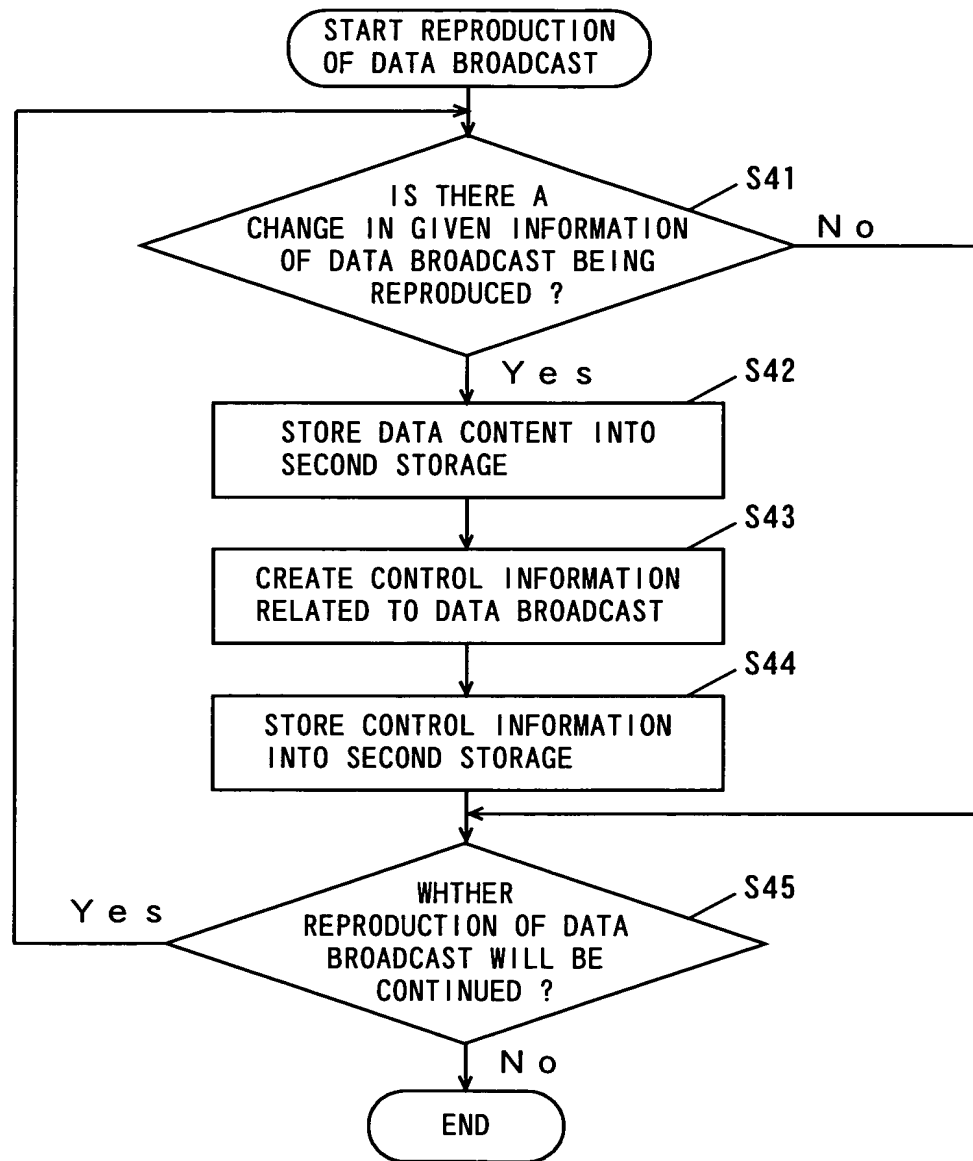 START REPRODUCTION
OF DATA BROADCAST
S41
IS THERE A
CHANGE IN GIVEN INFORMATION
OF DATA BROADCAST BEING
REPRODUCED ?
No
Yes
S42
STORE DATA CONTENT INTO
SECOND STORAGE
S43
CREATE CONTROL INFORMATION
RELATED TO DATA BROADCAST
S44
STORE CONTROL INFORMATION
INTO SECOND STORAGE
S45
WHTHER
REPRODUCTION OF DATA
BROADCAST WILL BE
CONTINUED ?
Yes
No
END